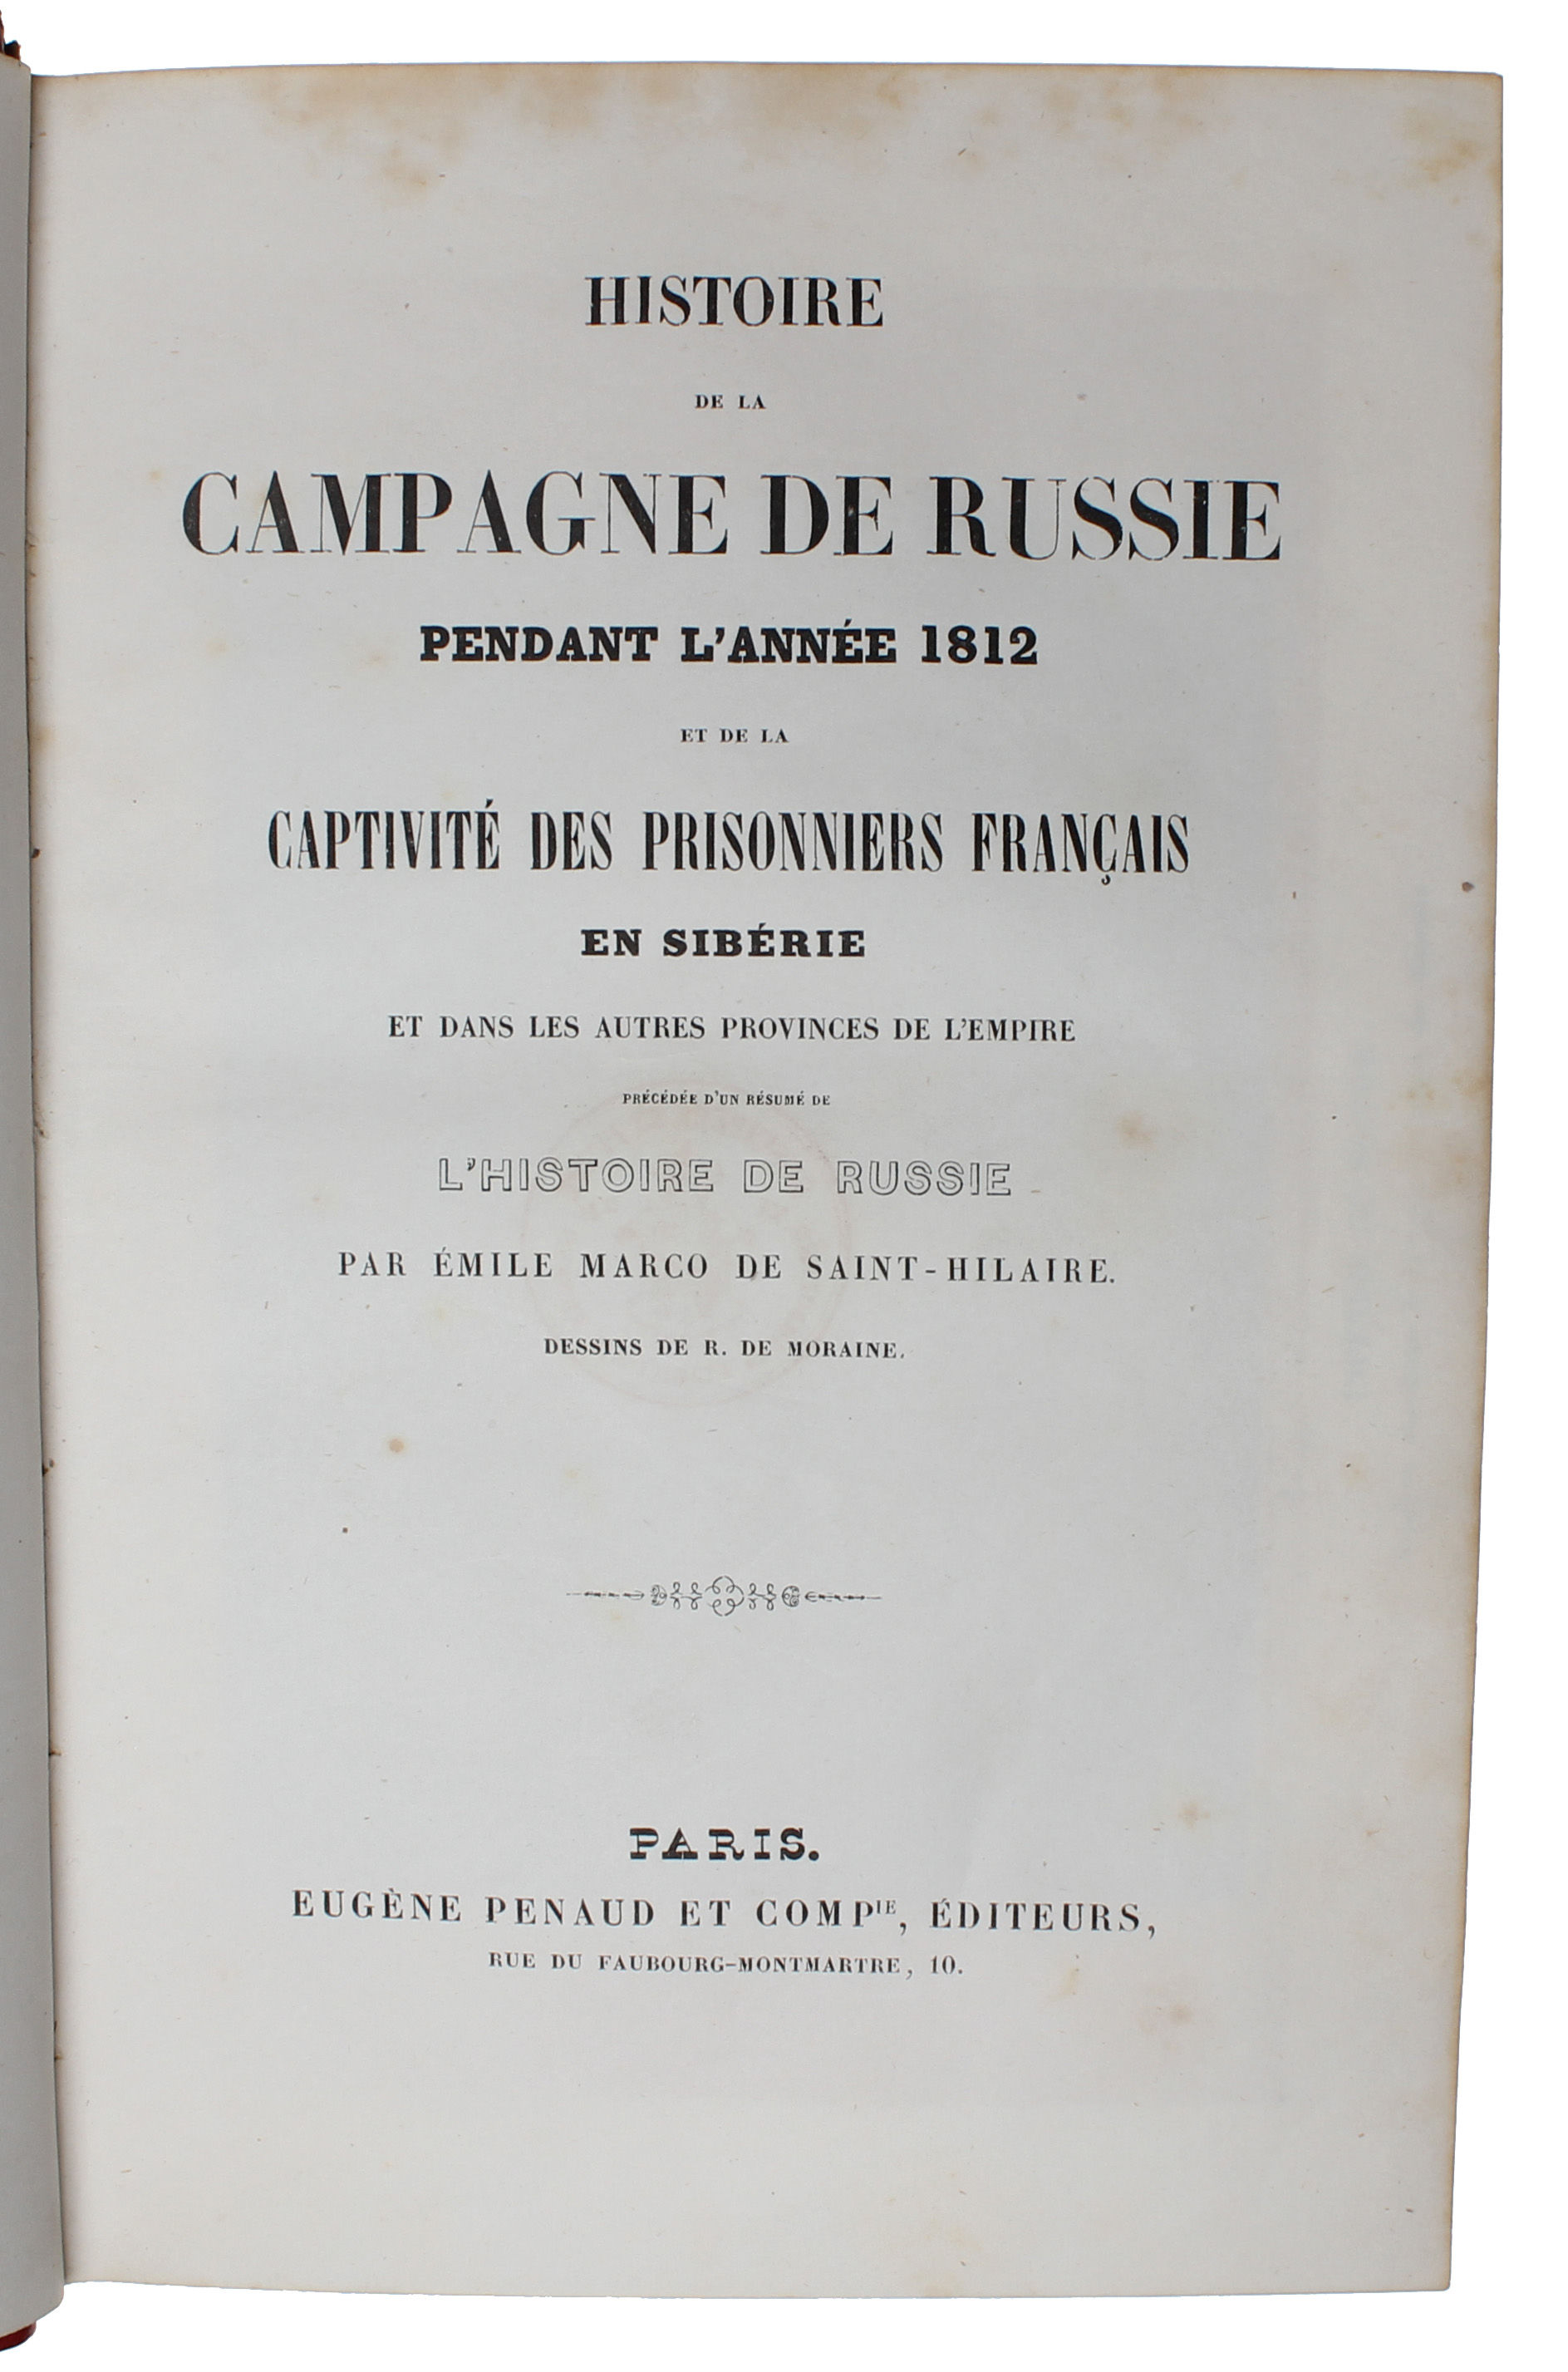 HISTOIRE
DE LA
CAMPAGNE DE RUSSIE
PENDANT L'ANNÉE 1812
ET DE LA
CAPTIVITÉ DES PRISONNIERS FRANÇAIS
EN SIBÉRIE
ET DANS LES AUTRES PROVINCES DE L'EMPIRE
PRÉCÉDÉE D'UN RÉSUMÉ DE
L'HISTOIRE DE RUSSIE
PAR ÉMILE MARCO DE SAINT-HILAIRE.
DESSINS DE R. DE MORAINE.
PARIS.
EUGÈNE PENAUD ET COMPIE, ÉDITEURS,
RUE DU FAUBOURG-MONTMARTRE, 10.